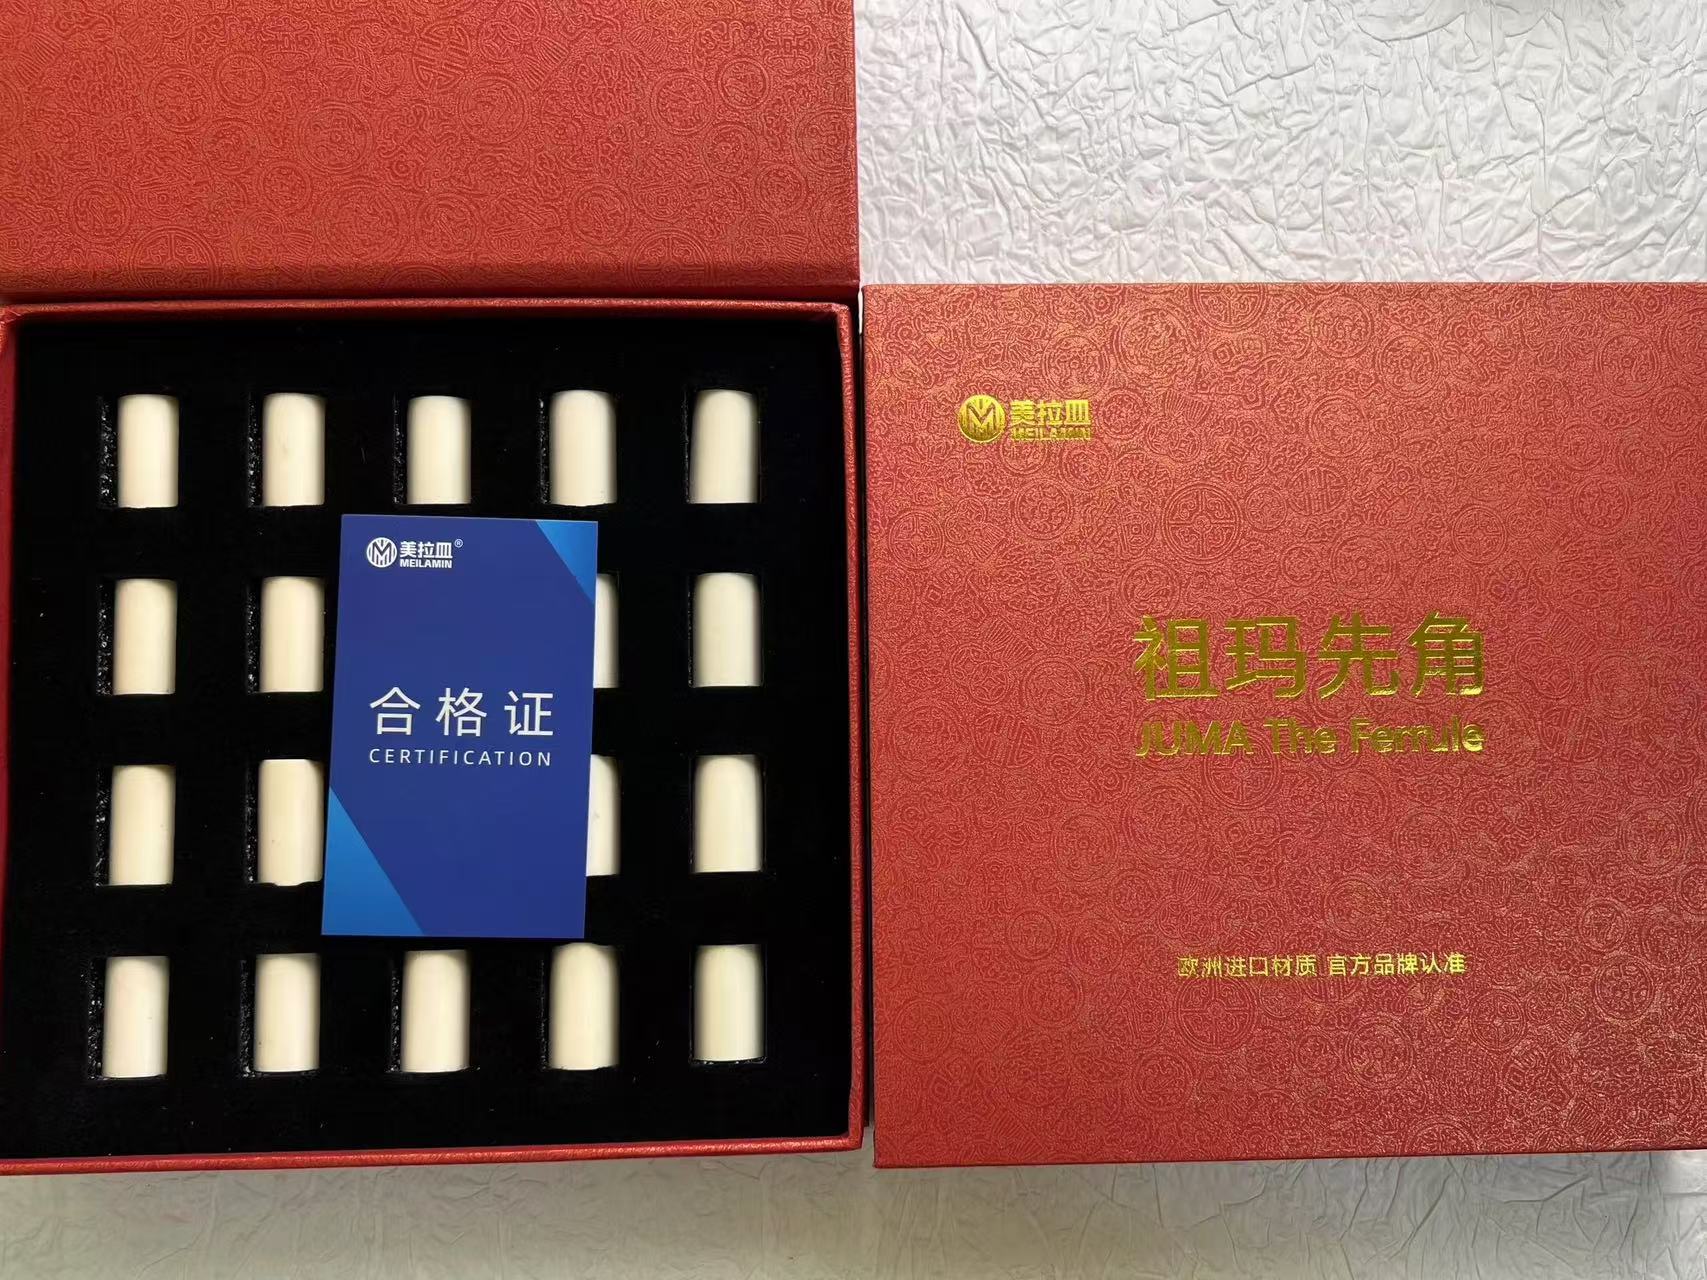 美拉皿®
MEILAMIN
合格证
CERTIFICATION
美拉皿
MEILAMIN
祖玛先角
JUMA The Ferrule
欧洲进口材质 官方品牌认准